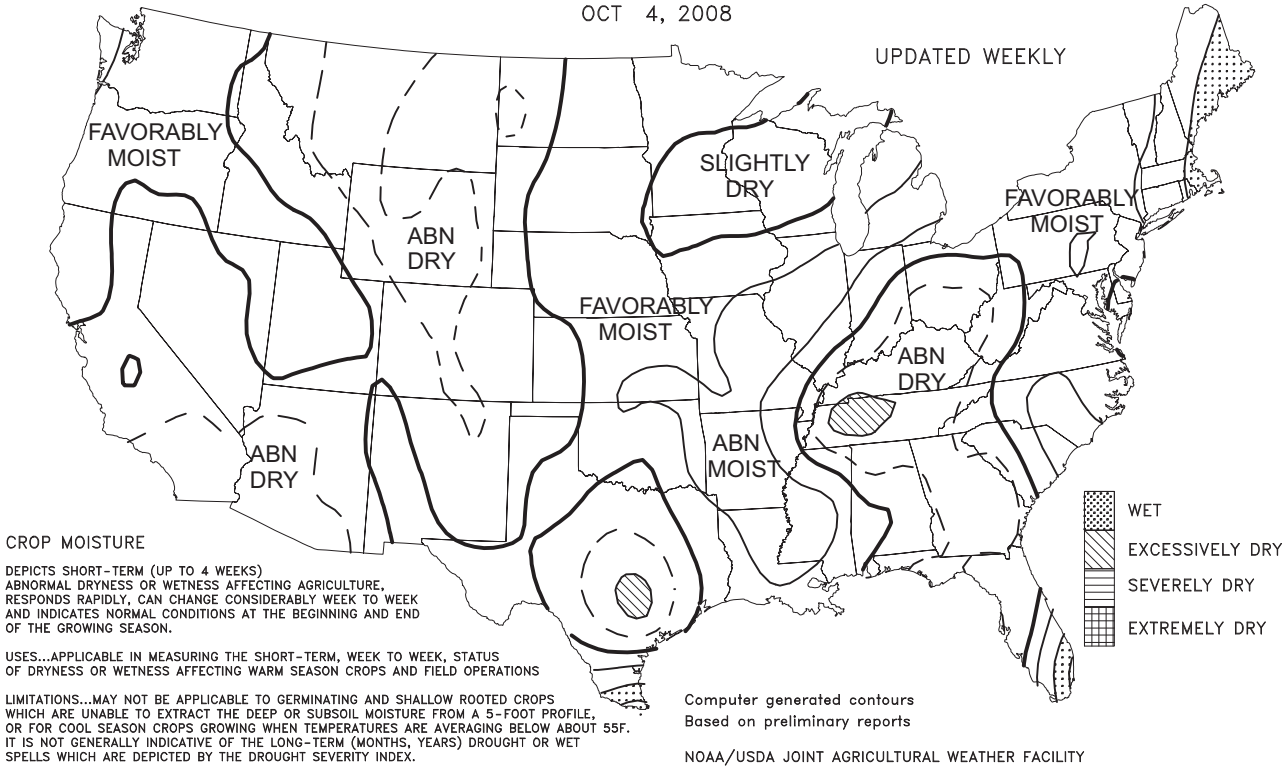 OCT 4, 2008
UPDATED WEEKLY
FAVORABLY
MOIST
SLIGHTLY
DRY
FAVORABLY
MOIST
ABN
DRY
FAVORABLY
MOIST
ABN
DRY
ABN
DRY
ABN
MOIST
WET
EXCESSIVELY DRY
SEVERELY DRY
EXTREMELY DRY
CROP MOISTURE
DEPICTS SHORT-TERM (UP TO 4 WEEKS)
ABNORMAL DRYNESS OR WETNESS AFFECTING AGRICULTURE,
RESPONDS RAPIDLY, CAN CHANGE CONSIDERABLY WEEK TO WEEK
AND INDICATES NORMAL CONDITIONS AT THE BEGINNING AND END
OF THE GROWING SEASON.
USES...APPLICABLE IN MEASURING THE SHORT-TERM, WEEK TO WEEK, STATUS
OF DRYNESS OR WETNESS AFFECTING WARM SEASON CROPS AND FIELD OPERATIONS
LIMITATIONS...MAY NOT BE APPLICABLE TO GERMINATING AND SHALLOW ROOTED CROPS
WHICH ARE UNABLE TO EXTRACT THE DEEP OR SUBSOIL MOISTURE FROM A 5-FOOT PROFILE,
OR FOR COOL SEASON CROPS GROWING WHEN TEMPERATURES ARE AVERAGING BELOW ABOUT 55F.
IT IS NOT GENERALLY INDICATIVE OF THE LONG-TERM (MONTHS, YEARS) DROUGHT OR WET
SPELLS WHICH ARE DEPICTED BY THE DROUGHT SEVERITY INDEX.
Computer generated contours
Based on preliminary reports
NOAA/USDA JOINT AGRICULTURAL WEATHER FACILITY